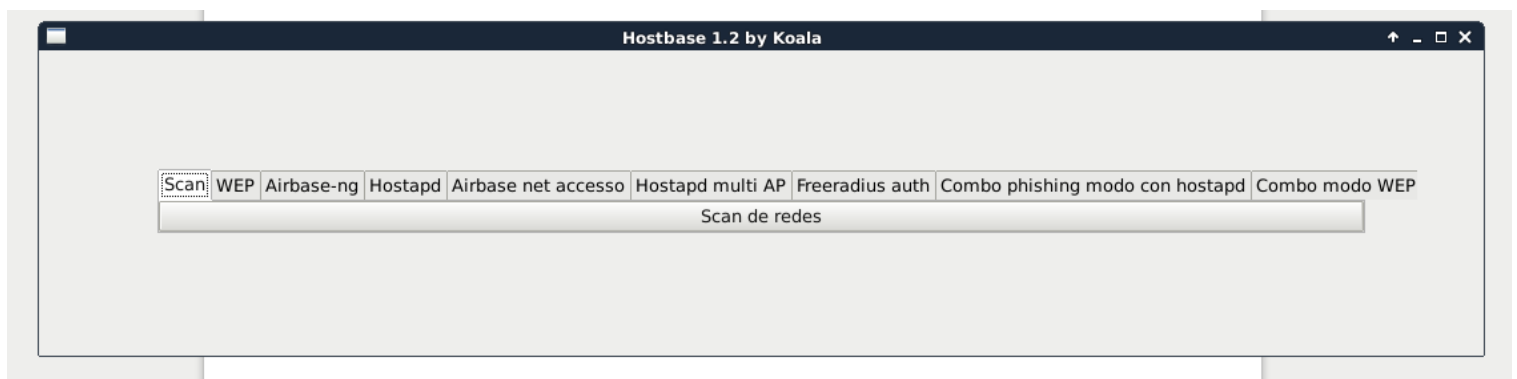 Hostbase 1.2 by Koala
Scan WEP Airbase-ng Hostapd Airbase net accesso Hostapd multi AP Freeradius auth Combo phishing modo con hostapd Combo modo WEP
Scan de redes